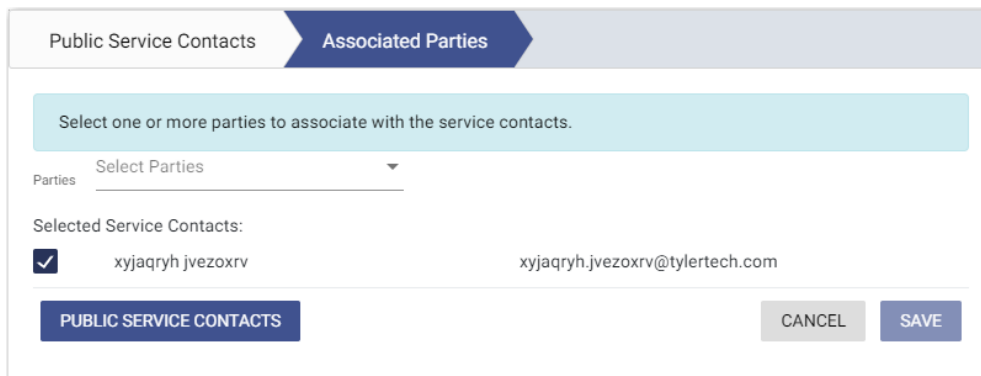 Public Service Contacts
Associated Parties
Select one or more parties to associate with the service contacts.
Parties Select Parties
Selected Service Contacts:
xyjaqryh jvezoxrv xyjaqryh.jvezoxrv@tylertech.com
PUBLIC SERVICE CONTACTS CANCEL SAVE